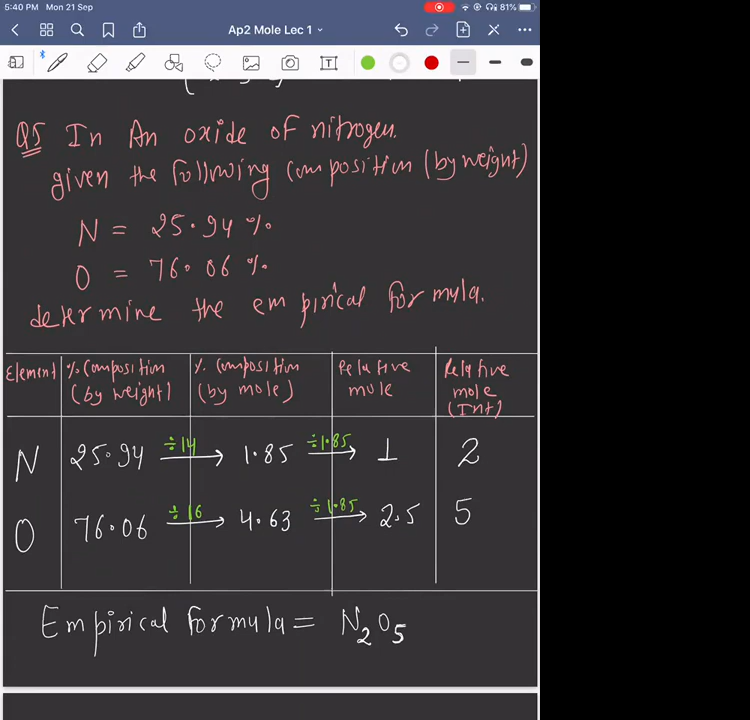 5:40 PM Mon 21 Sep
81%
Ap2 Mole Lec 1
Q5 In An oxide of nitrogen.
given the following composition (by weight)
N = 25.94 %
O = 76.06 %
determine the empirical formula.
Element % Composition (by weight) % Composition (by mole) Relative mole Relative mole (Int)
N 25.94 ÷14 → 1.85 ÷1.85 → 1 2
O 76.06 ÷16 → 4.63 ÷1.85 → 2.5 5
Empirical formula = N₂O₅